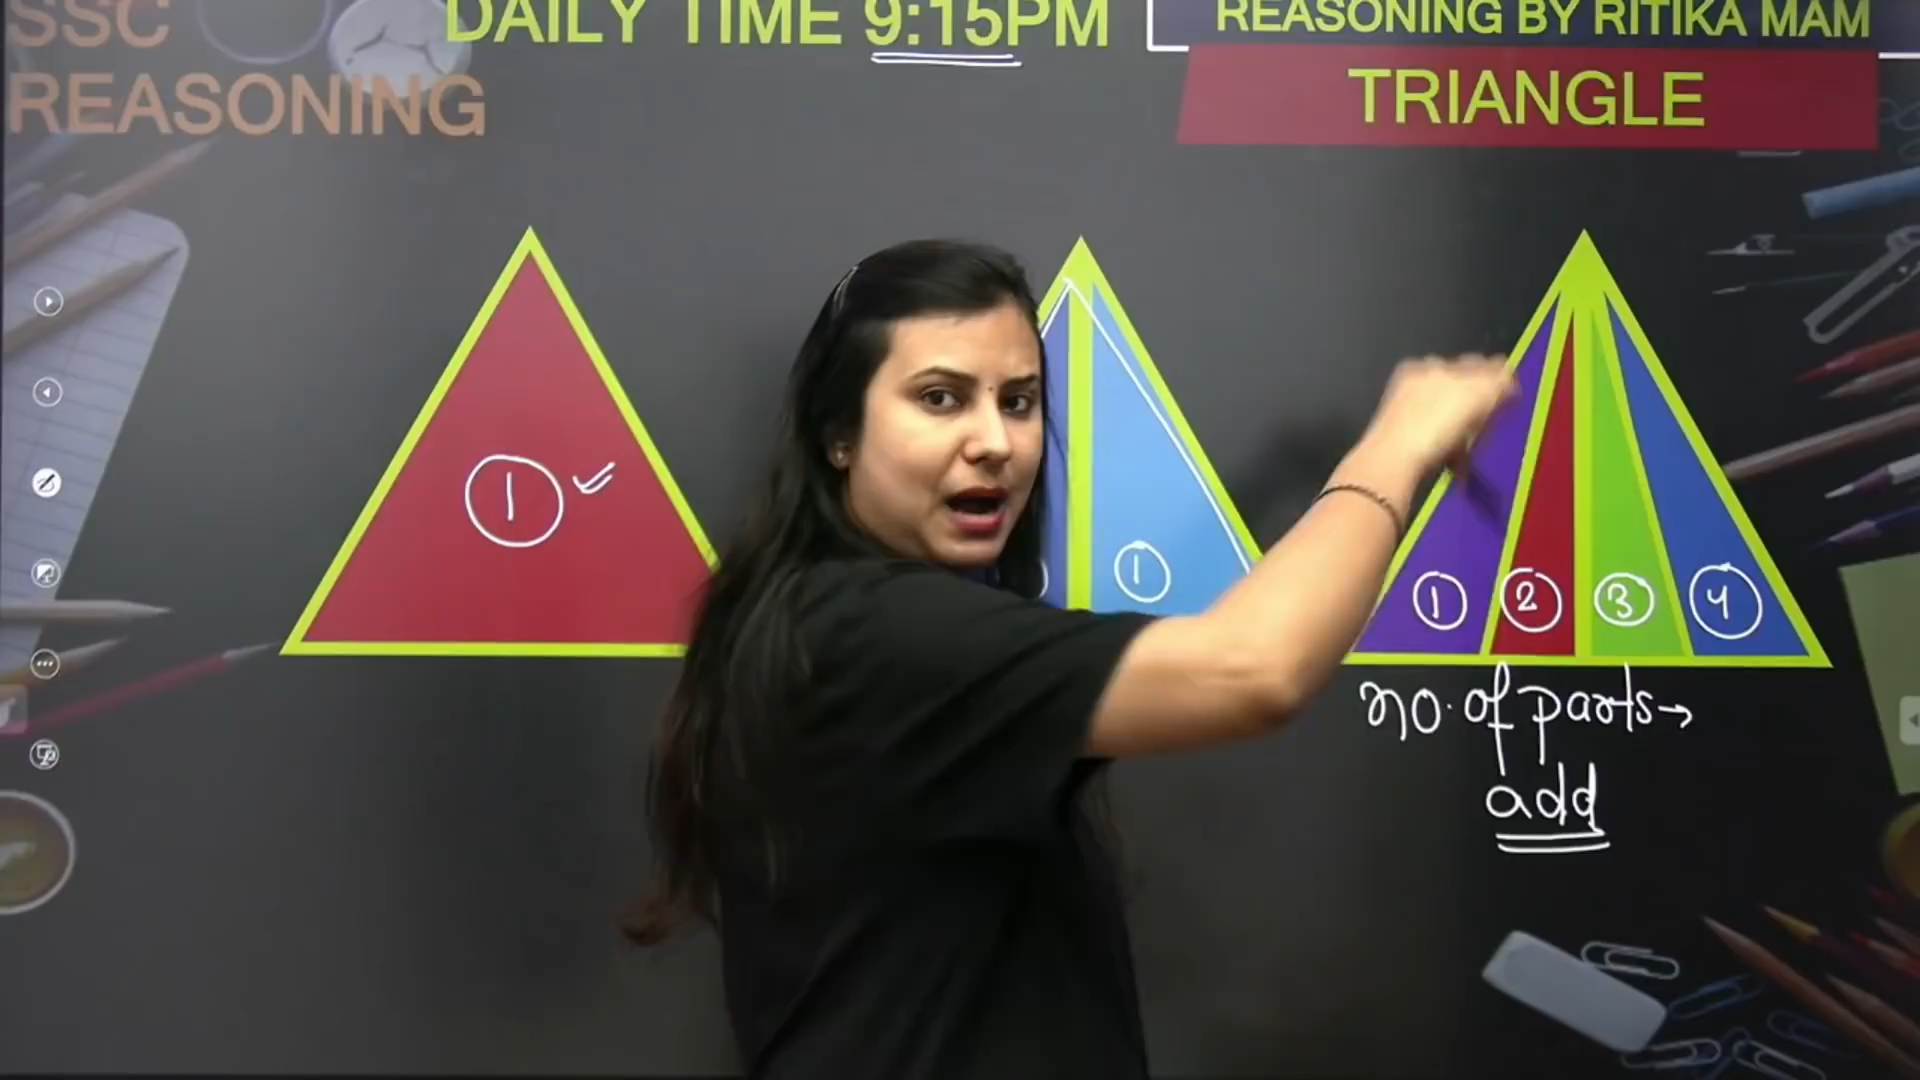 SSC
REASONING
DAILY TIME 9:15PM
REASONING BY RITIKA MAM
TRIANGLE
1
1
1 2 3 4
no. of parts→
add